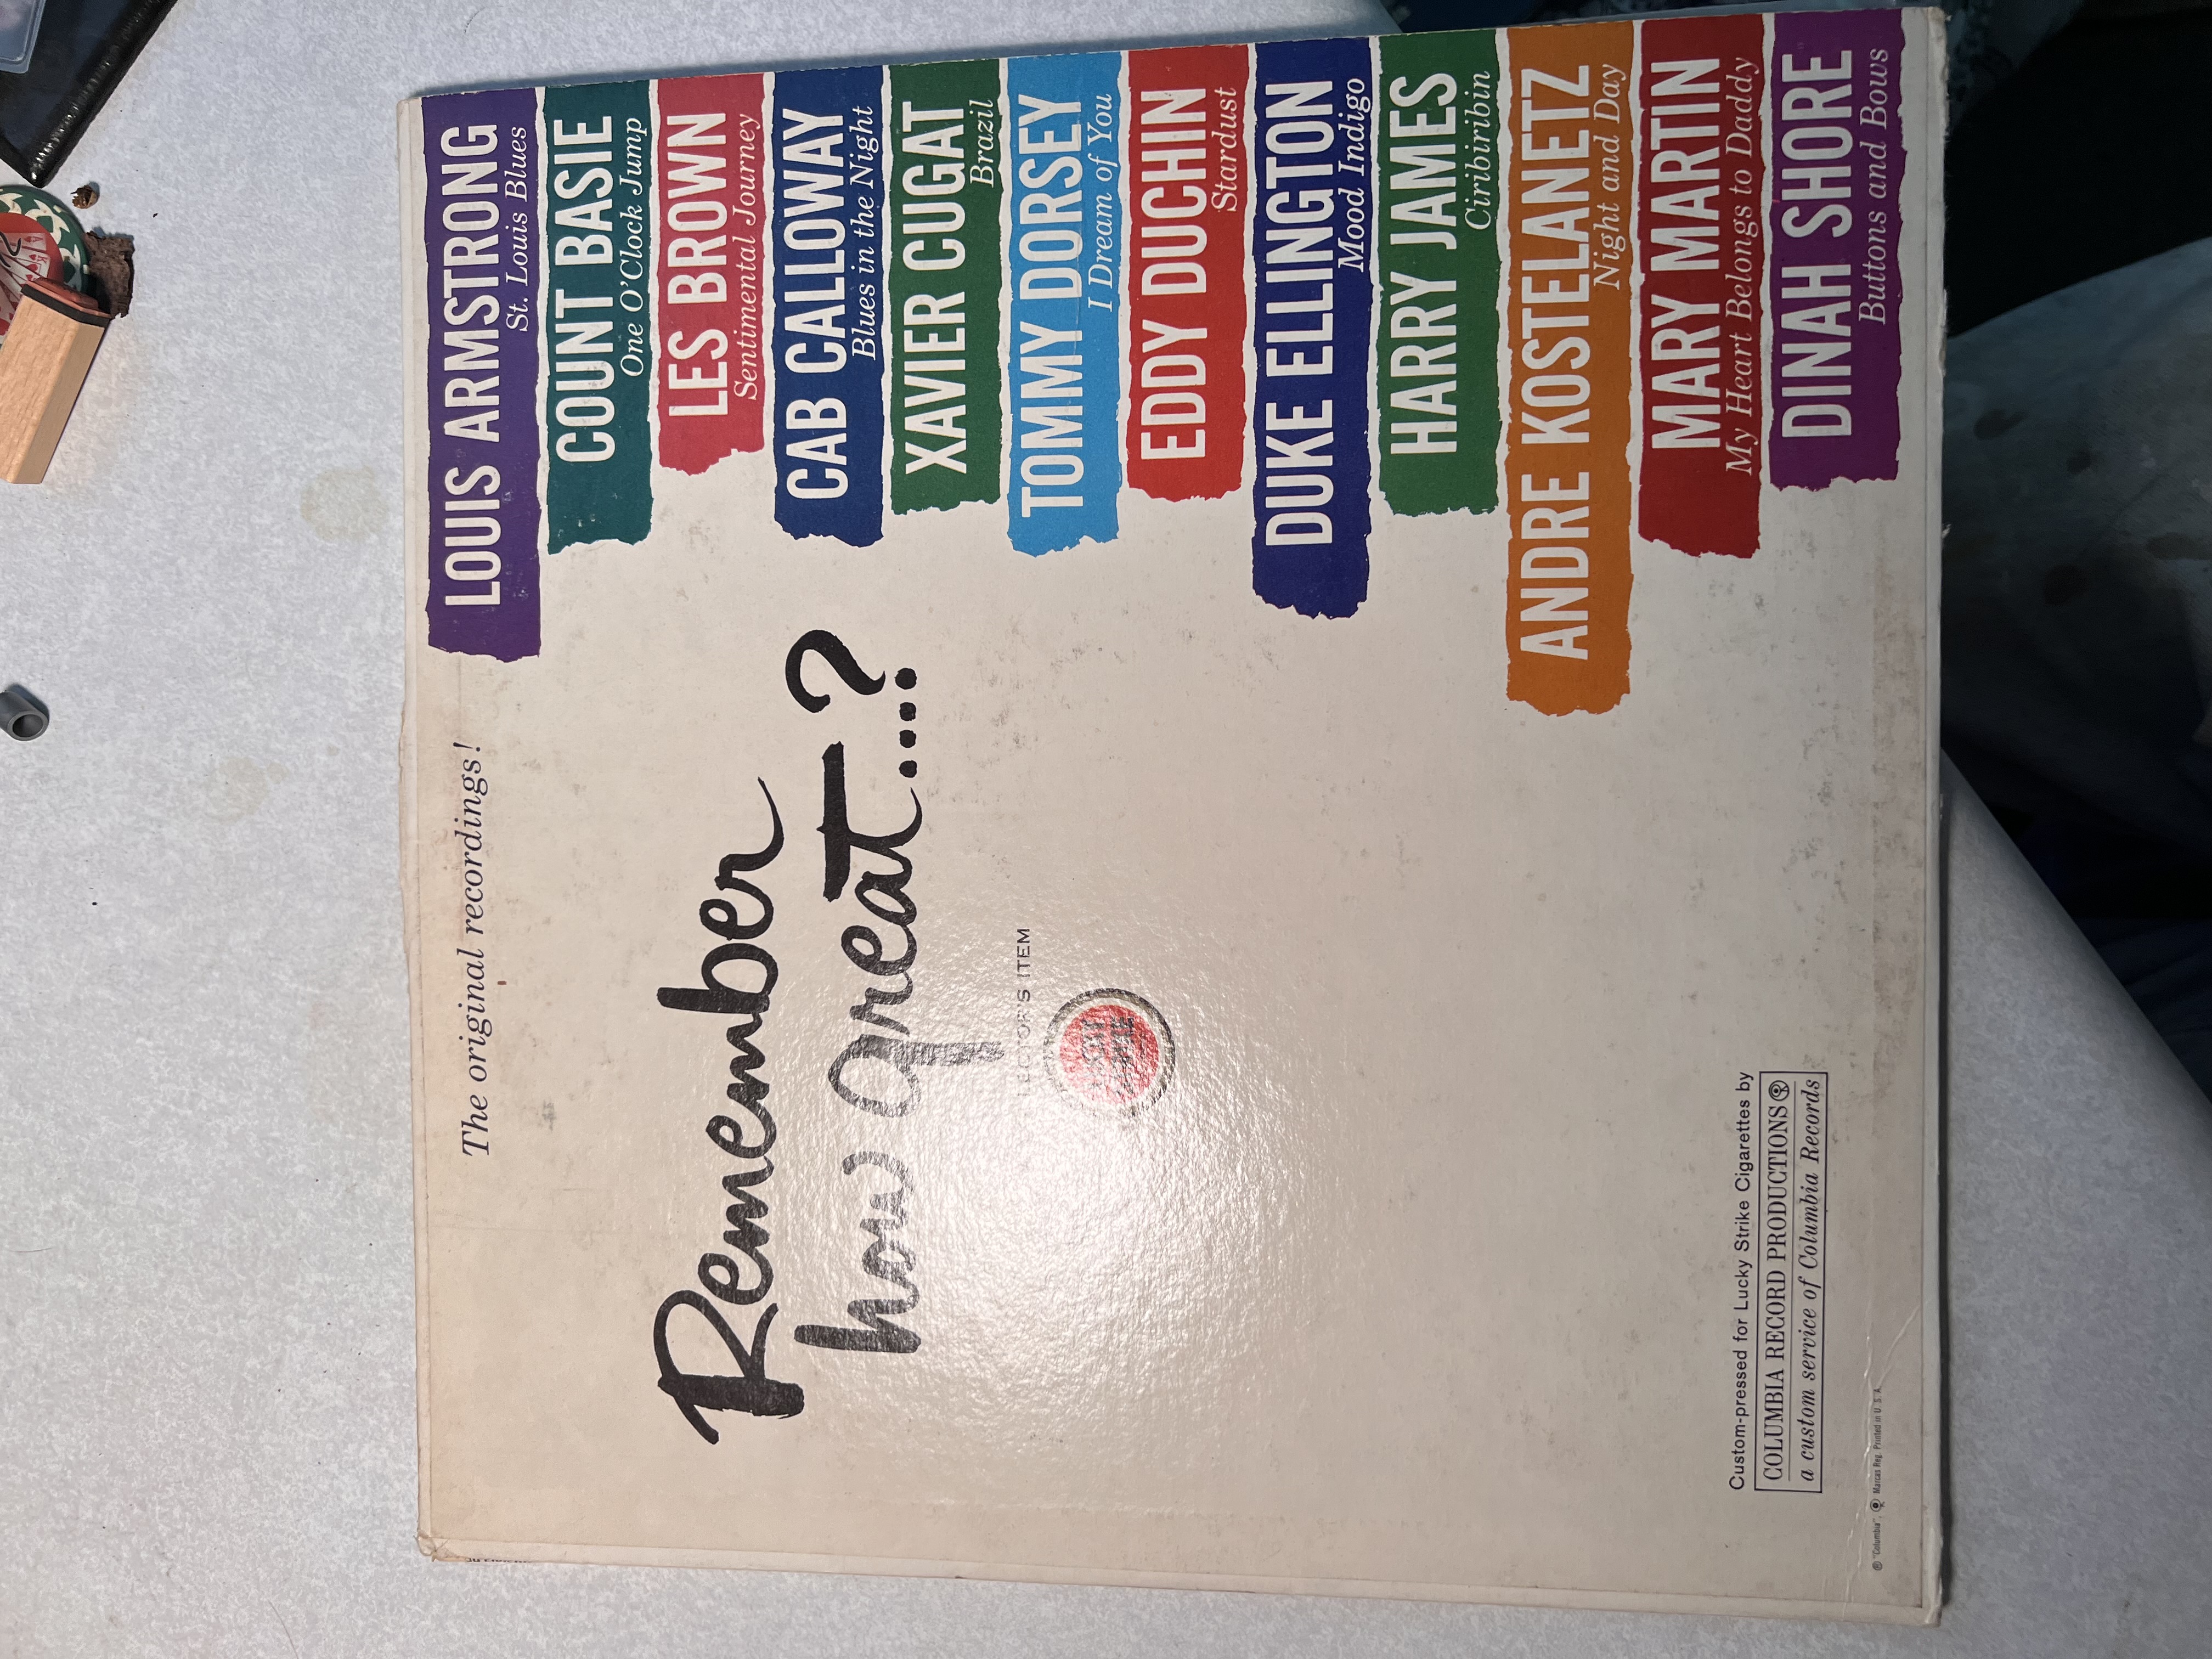 The original recordings!
Remember
how great....?
ITEM
LOUIS ARMSTRONG
St. Louis Blues
COUNT BASIE
One O'Clock Jump
LES BROWN
Sentimental Journey
CAB CALLOWAY
Blues in the Night
XAVIER CUGAT
Brazil
TOMMY DORSEY
I Dream of You
EDDY DUCHIN
Stardust
DUKE ELLINGTON
Mood Indigo
HARRY JAMES
Ciribiribin
ANDRE KOSTELANETZ
Night and Day
MARY MARTIN
My Heart Belongs to Daddy
DINAH SHORE
Buttons and Bows
Custom-pressed for Lucky Strike Cigarettes by
COLUMBIA RECORD PRODUCTIONS
a custom service of Columbia Records
® "Columbia", Marcas Reg. Printed in U. S. A.